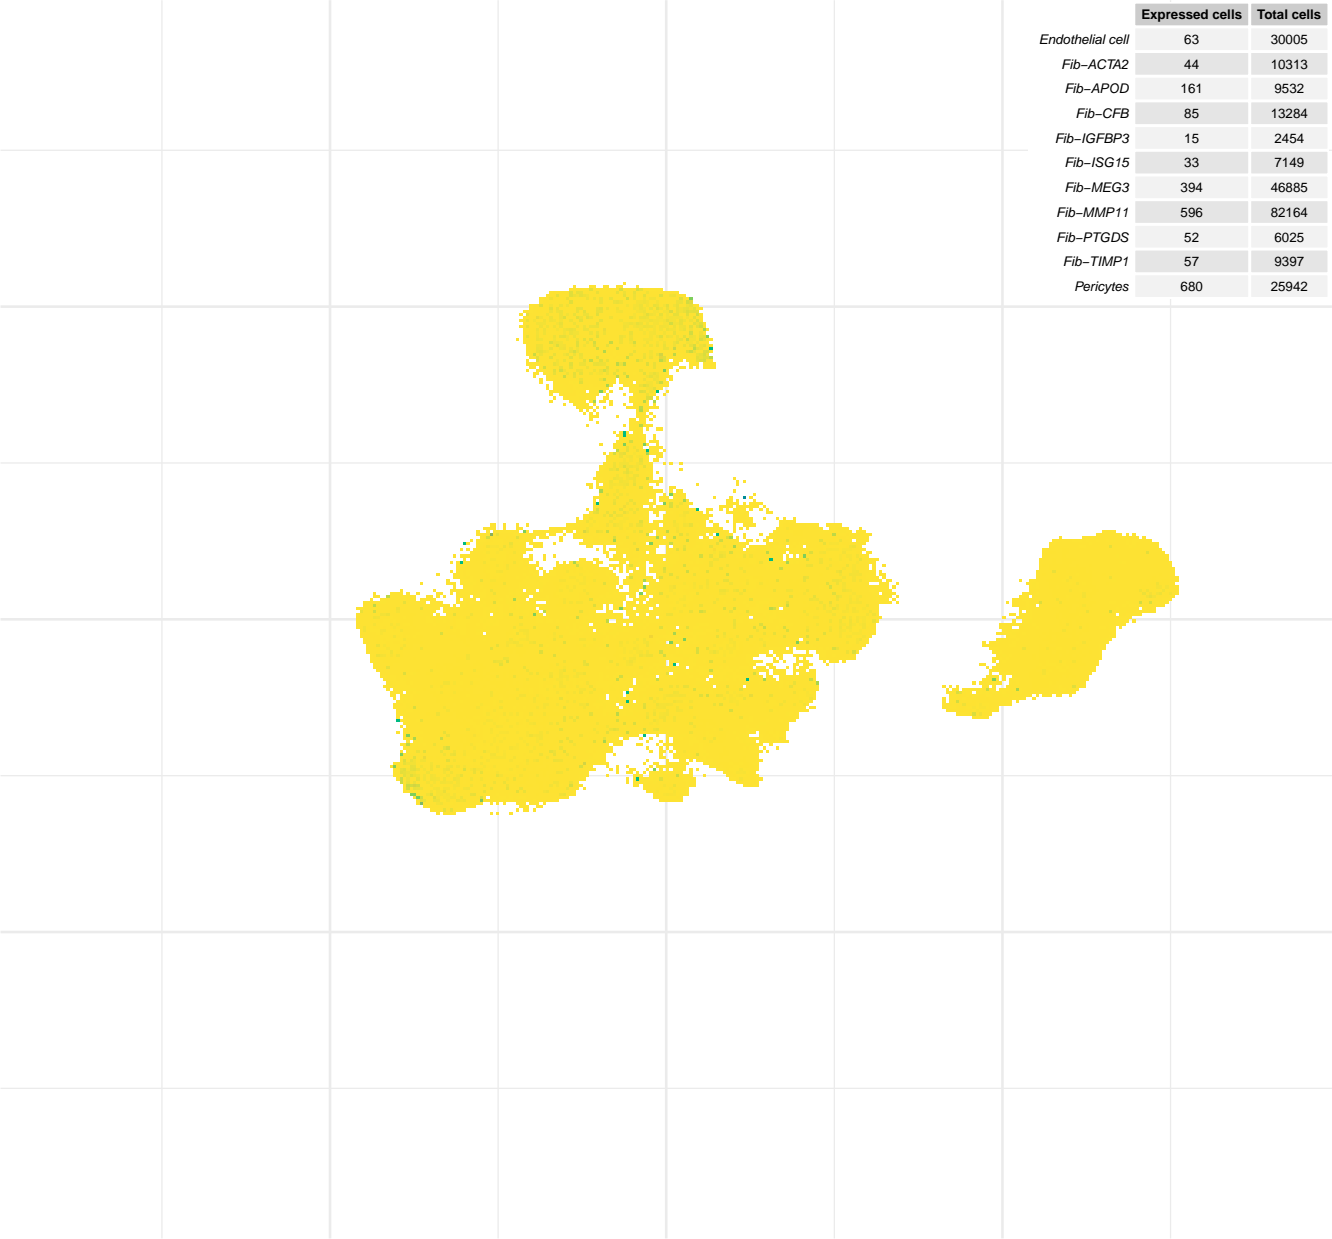 Expressed cells Total cells
Endothelial cell 63 30005
Fib−ACTA2 44 10313
Fib−APOD 161 9532
Fib−CFB 85 13284
Fib−IGFBP3 15 2454
Fib−ISG15 33 7149
Fib−MEG3 394 46885
Fib−MMP11 596 82164
Fib−PTGDS 52 6025
Fib−TIMP1 57 9397
Pericytes 680 25942